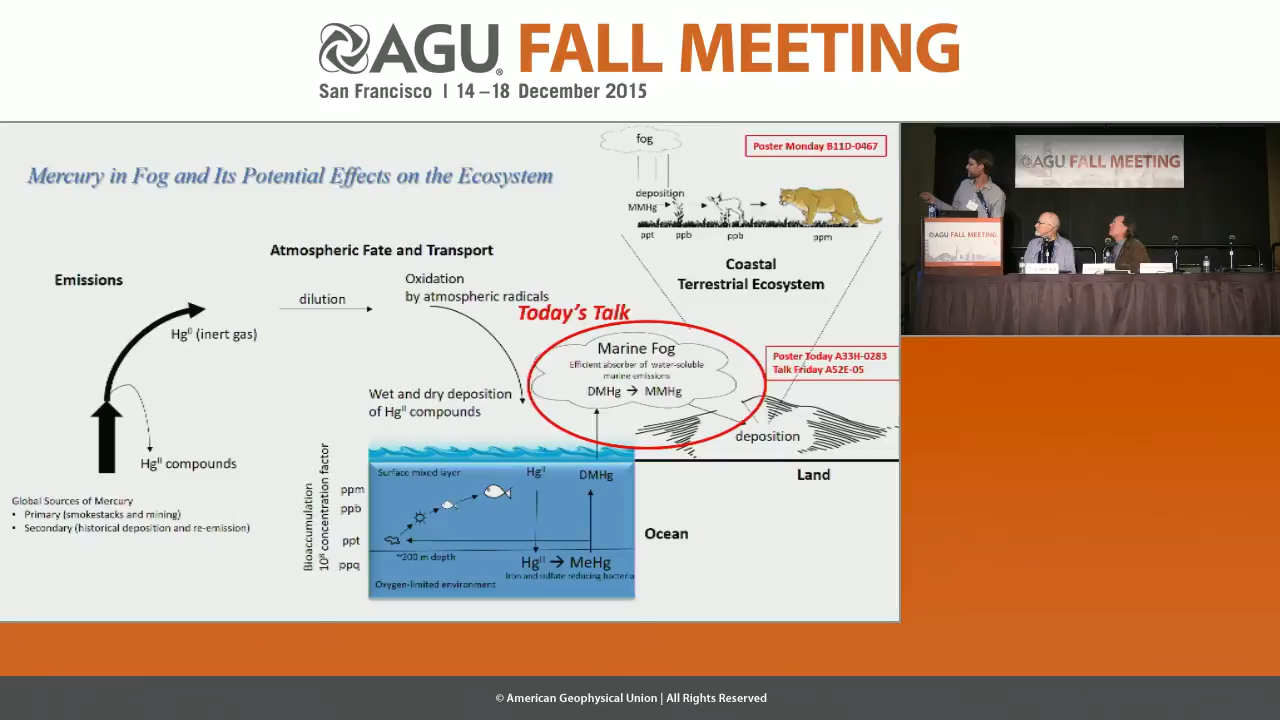 AGU® FALL MEETING
San Francisco | 14–18 December 2015
Mercury in Fog and Its Potential Effects on the Ecosystem
fog
Poster Monday B11D-0467
deposition
MMHg
ppt
ppb
ppb
ppm
Coastal
Terrestrial Ecosystem
Atmospheric Fate and Transport
Emissions
Hg⁰ (inert gas)
dilution
Oxidation
by atmospheric radicals
Today's Talk
Marine Fog
Efficient absorber of water-soluble
marine emissions
DMHg → MMHg
Poster Today A33H-0283
Talk Friday A52E-05
Wet and dry deposition
of Hgᴵᴵ compounds
deposition
Land
Hgᴵᴵ compounds
Global Sources of Mercury
• Primary (smokestacks and mining)
• Secondary (historical deposition and re-emission)
Bioaccumulation
10⁸ concentration factor
ppm
ppb
ppt
ppq
Surface mixed layer
Hgᴵᴵ
DMHg
~200 m depth
Hgᴵᴵ → MeHg
Iron and sulfate reducing bacteria
Oxygen-limited environment
Ocean
AGU FALL MEETING
AGU FALL MEETING
© American Geophysical Union | All Rights Reserved